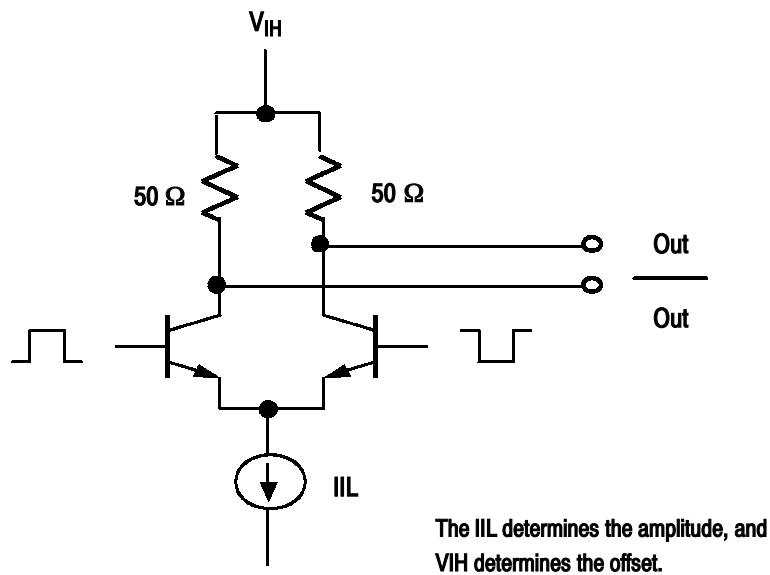 VIH
50 Ω
50 Ω
Out
Out
IIL
The IIL determines the amplitude, and
VIH determines the offset.